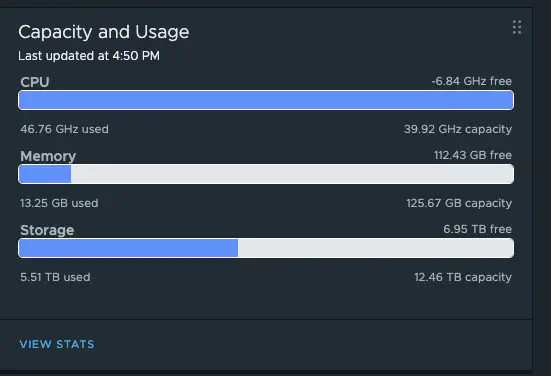 Capacity and Usage
Last updated at 4:50 PM
CPU -6.84 GHz free
46.76 GHz used 39.92 GHz capacity
Memory 112.43 GB free
13.25 GB used 125.67 GB capacity
Storage 6.95 TB free
5.51 TB used 12.46 TB capacity
VIEW STATS